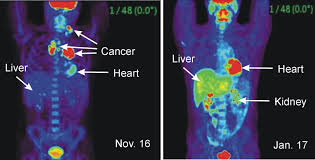 1 / 48 (0.0°)
Cancer
Liver
Heart
Nov. 16
1 / 48 (0.0°)
Liver
Heart
Kidney
Jan. 17